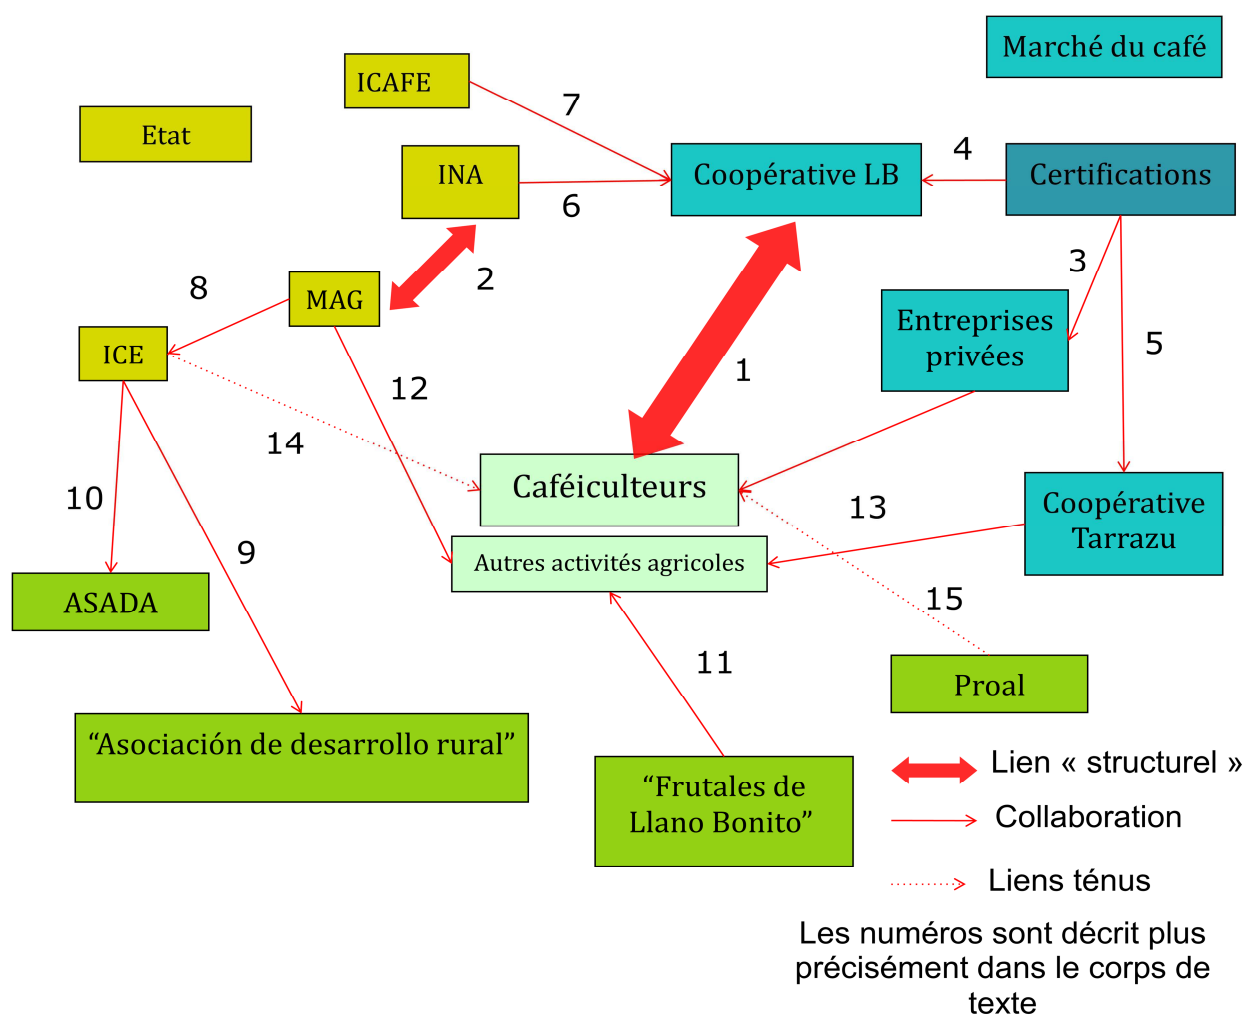 Marché du café
ICAFE
7
Etat
INA
6
Coopérative LB
4
Certifications
2
3
8
MAG
Entreprises
privées
5
ICE
1
12
14
Caféiculteurs
10
13
Coopérative
Tarrazu
9
Autres activités agricoles
ASADA
15
11
Proal
“Asociación de desarrollo rural”
“Frutales de
Llano Bonito”
Lien « structurel »
Collaboration
Liens ténus
Les numéros sont décrit plus
précisément dans le corps de
texte